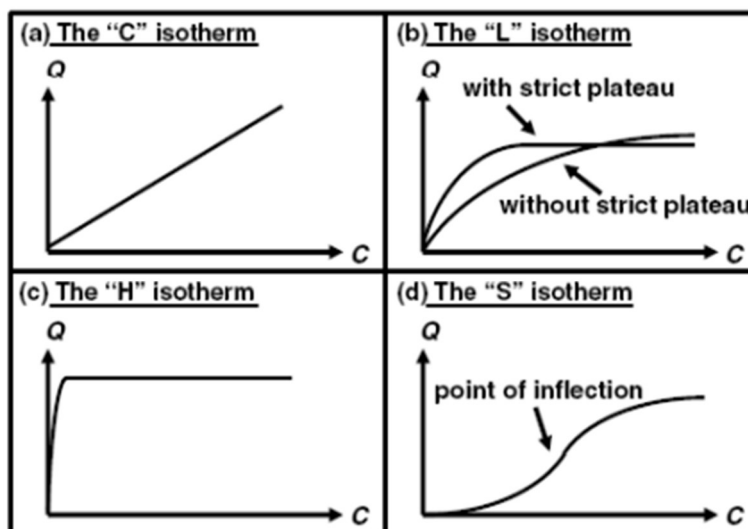 (a) The “C” isotherm
Q
C
(b) The “L” isotherm
Q
with strict plateau
without strict plateau
C
(c) The “H” isotherm
Q
C
(d) The “S” isotherm
Q
point of inflection
C